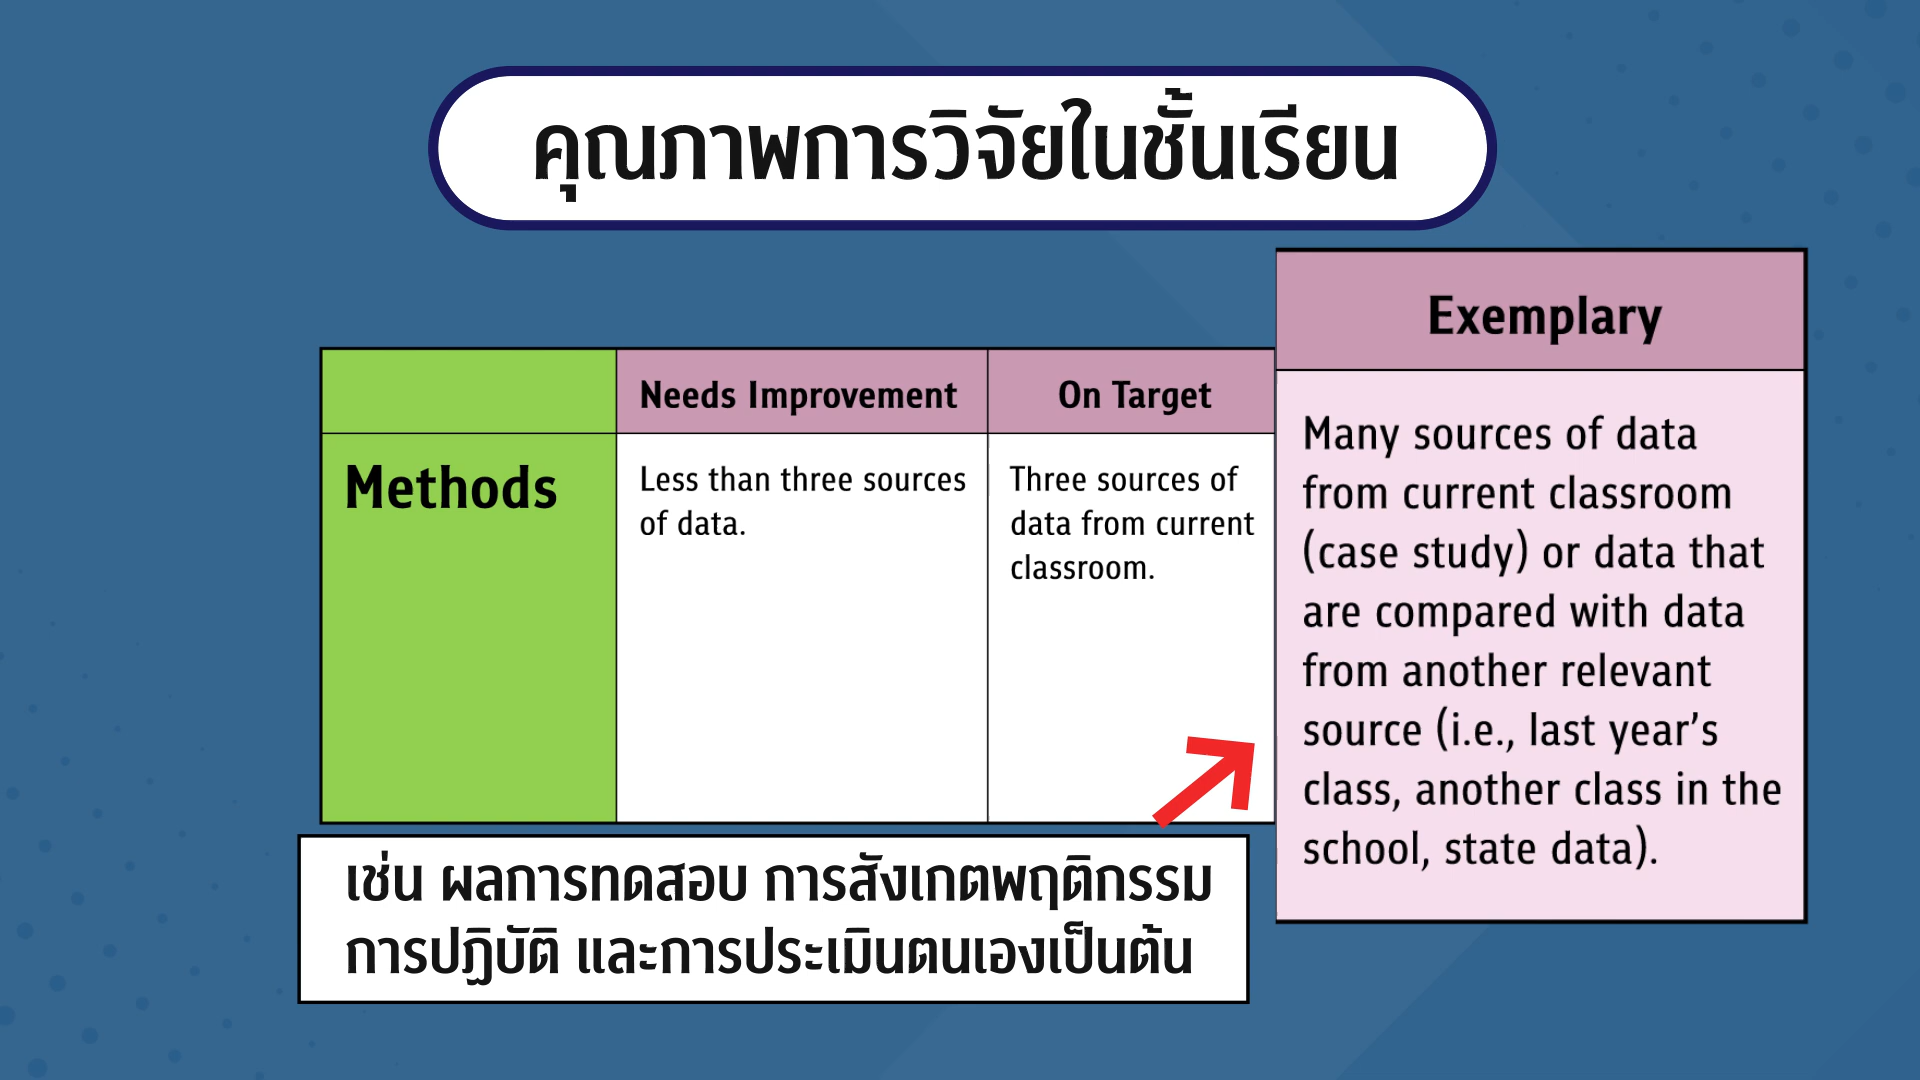 คุณภาพการวิจัยในชั้นเรียน
Needs Improvement
On Target
Exemplary
Methods
Less than three sources
of data.
Three sources of
data from current
classroom.
Many sources of data
from current classroom
(case study) or data that
are compared with data
from another relevant
source (i.e., last year’s
class, another class in the
school, state data).
เช่น ผลการทดสอบ การสังเกตพฤติกรรม
การปฏิบัติ และการประเมินตนเองเป็นต้น